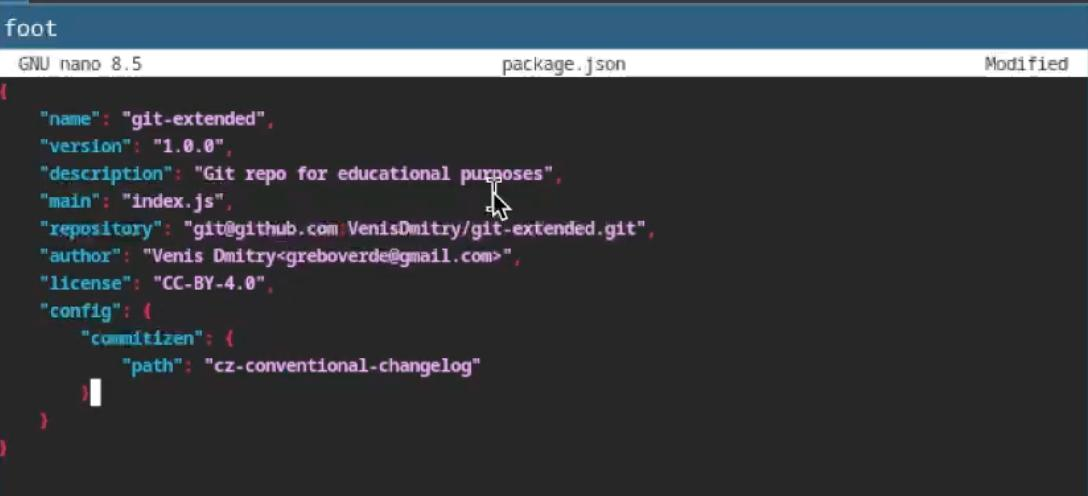 foot
GNU nano 8.5 package.json Modified
{
"name": "git-extended",
"version": "1.0.0",
"description": "Git repo for educational purposes",
"main": "index.js",
"repository": "git@github.com:VenisDmitry/git-extended.git",
"author": "Venis Dmitry<greboverde@gmail.com>",
"license": "CC-BY-4.0",
"config": {
"commitizen": {
"path": "cz-conventional-changelog"
}
}
}